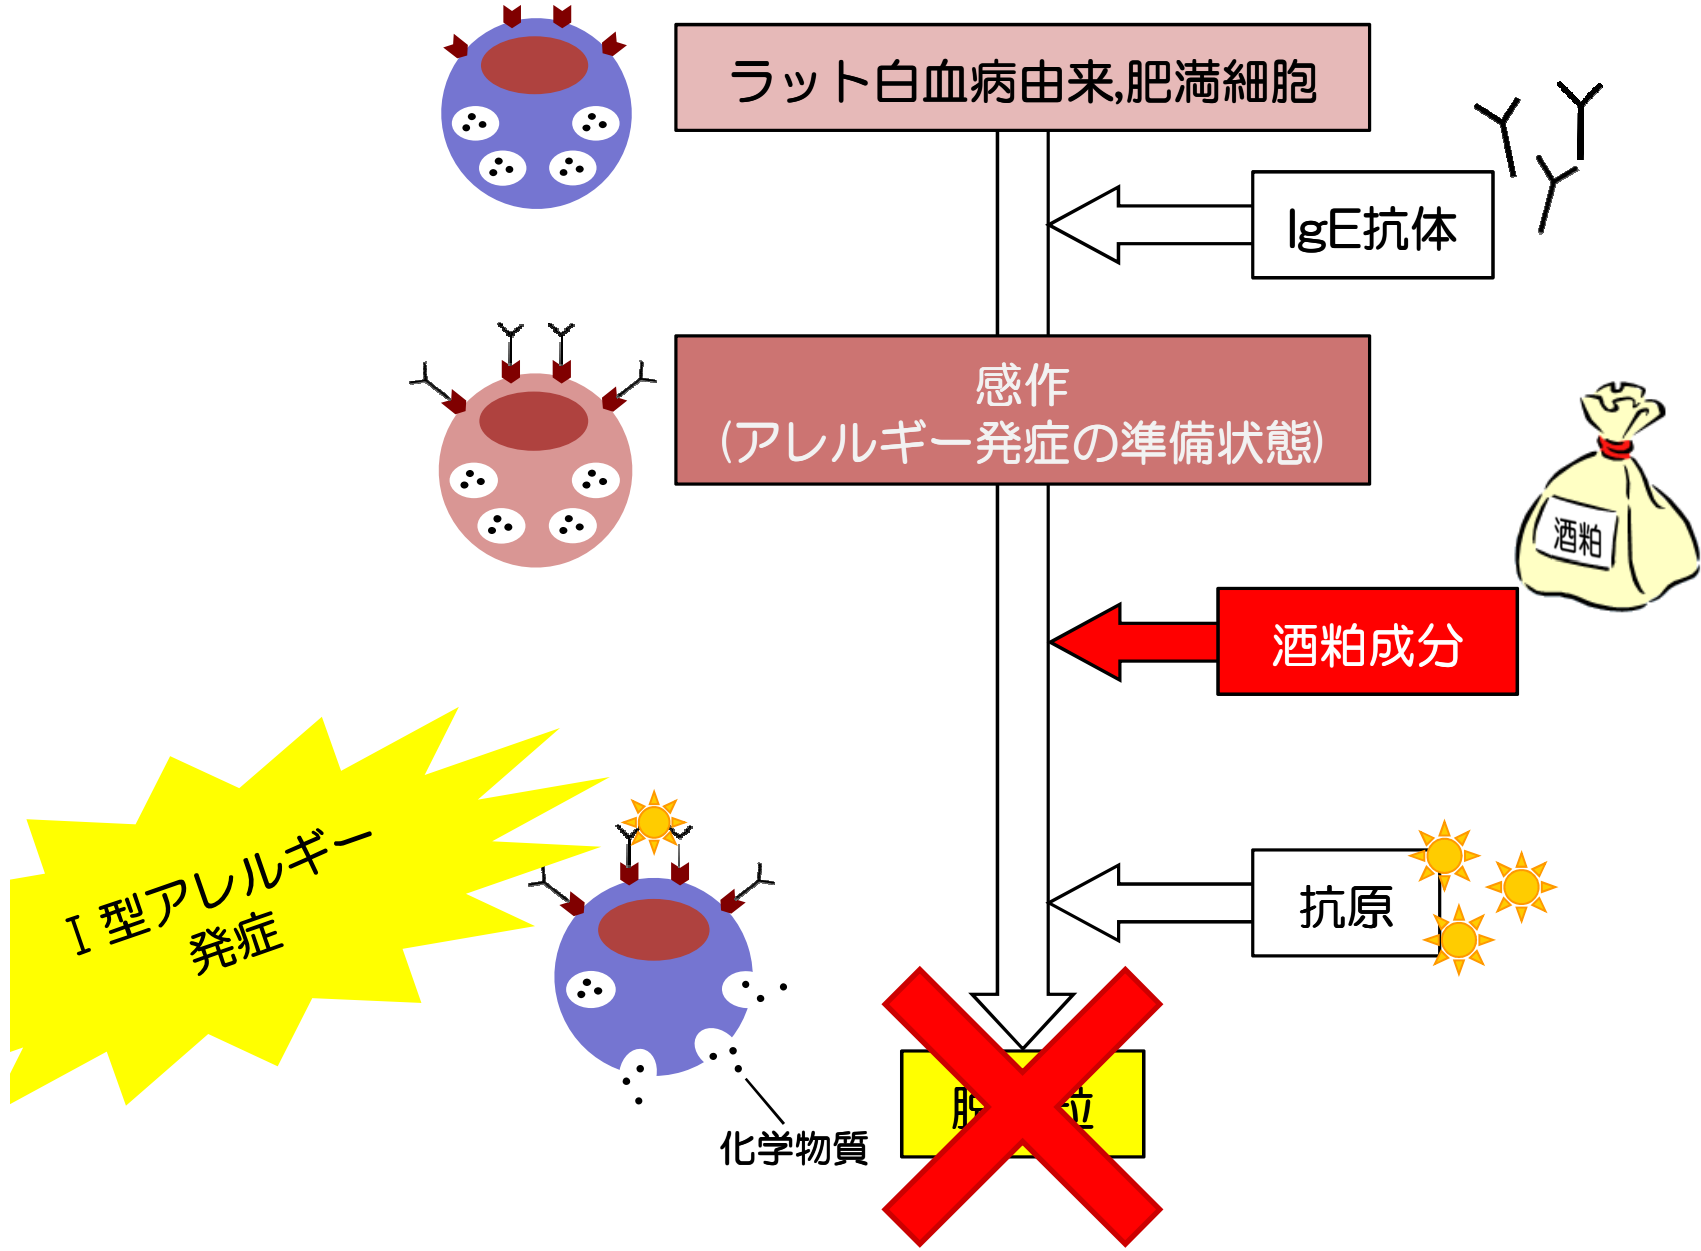 ラット白血病由来,肥満細胞
IgE抗体
感作
(アレルギー発症の準備状態)
酒粕
酒粕成分
Ⅰ型アレルギー
発症
抗原
化学物質